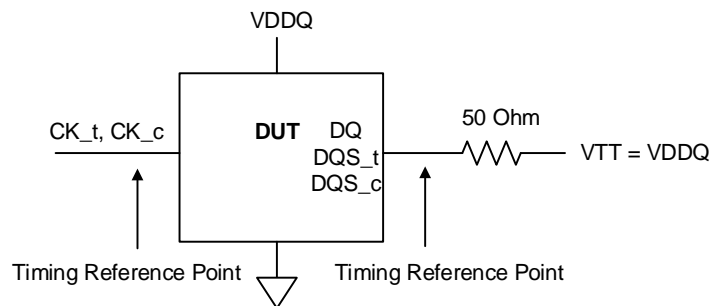 VDDQ
50 Ohm
CK_t, CK_c
DUT
DQ
DQS_t
DQS_c
VTT = VDDQ
Timing Reference Point
Timing Reference Point